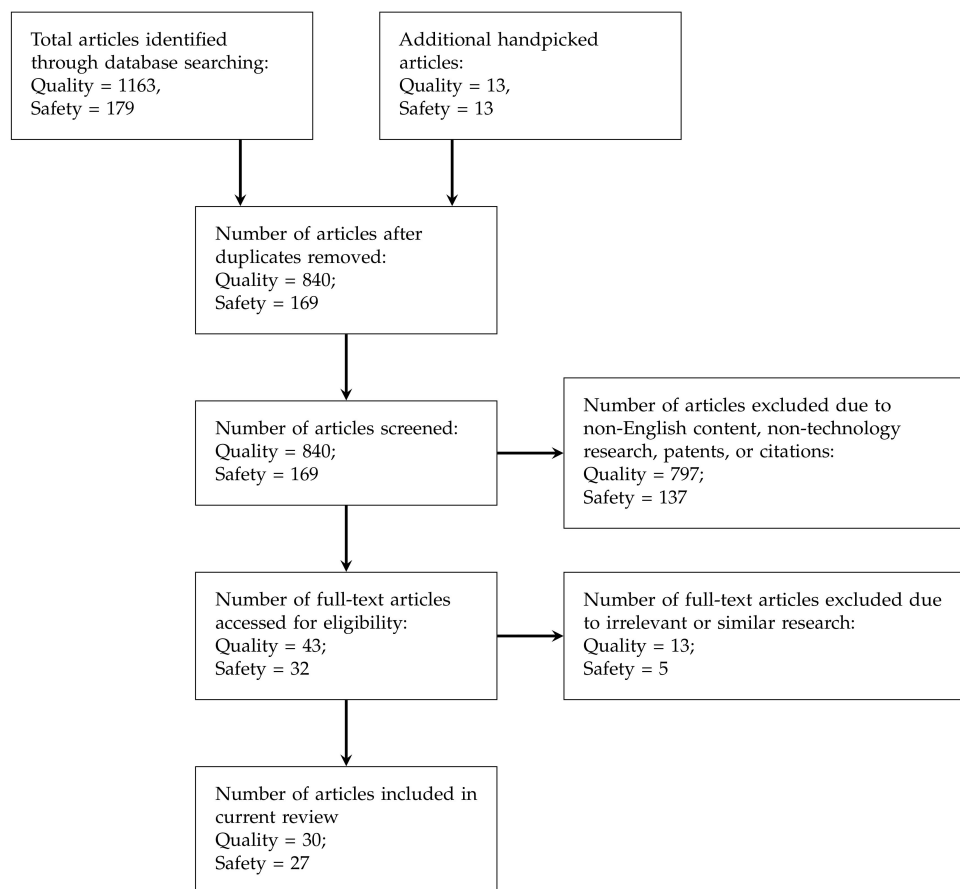 Total articles identified
through database searching:
Quality = 1163,
Safety = 179
Additional handpicked
articles:
Quality = 13,
Safety = 13
Number of articles after
duplicates removed:
Quality = 840;
Safety = 169
Number of articles screened:
Quality = 840;
Safety = 169
Number of articles excluded due to
non-English content, non-technology
research, patents, or citations:
Quality = 797;
Safety = 137
Number of full-text articles
accessed for eligibility:
Quality = 43;
Safety = 32
Number of full-text articles excluded due
to irrelevant or similar research:
Quality = 13;
Safety = 5
Number of articles included in
current review
Quality = 30;
Safety = 27